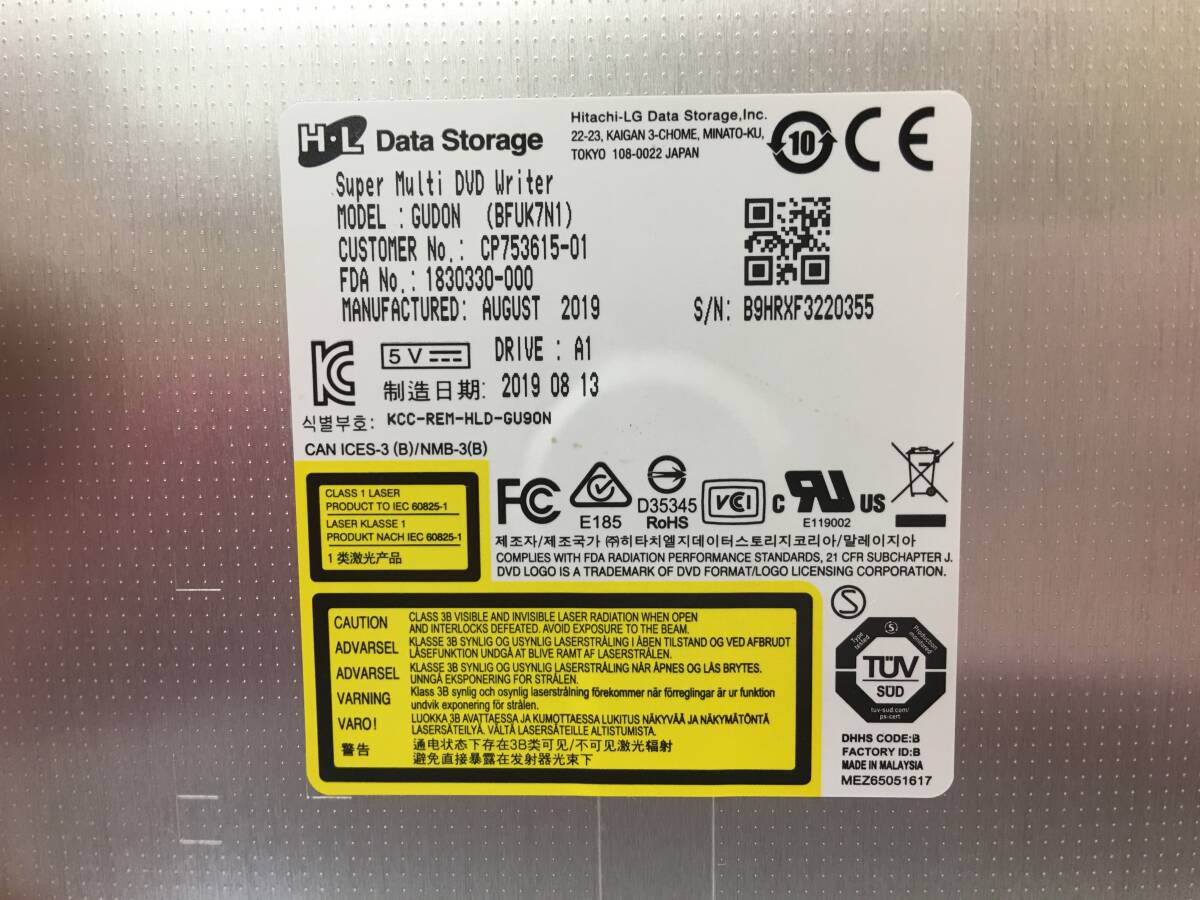 H·L Data Storage
Hitachi-LG Data Storage,Inc.
22-23, KAIGAN 3-CHOME, MINATO-KU,
TOKYO 108-0022 JAPAN
10
CE
Super Multi DVD Writer
MODEL : GUD0N (BFUK7N1)
CUSTOMER No.: CP753615-01
FDA No.: 1830330-000
MANUFACTURED: AUGUST 2019
S/N: B9HRXF3220355
5 V
DRIVE : A1
制造日期: 2019 08 13
식별부호: KCC-REM-HLD-GU90N
CAN ICES-3 (B)/NMB-3(B)
CLASS 1 LASER
PRODUCT TO IEC 60825-1
LASER KLASSE 1
PRODUKT NACH IEC 60825-1
1 类激光产品
FC
E185
D35345
RoHS
VCI
C RU US
E119002
제조자/제조국가 ㈜히타치엘지데이터스토리지코리아/말레이지아
COMPLIES WITH FDA RADIATION PERFORMANCE STANDARDS, 21 CFR SUBCHAPTER J.
DVD LOGO IS A TRADEMARK OF DVD FORMAT/LOGO LICENSING CORPORATION.
CAUTION CLASS 3B VISIBLE AND INVISIBLE LASER RADIATION WHEN OPEN
AND INTERLOCKS DEFEATED. AVOID EXPOSURE TO THE BEAM.
ADVARSEL KLASSE 3B SYNLIG OG USYNLIG LASERSTRÅLING I ÅBEN TILSTAND OG VED AFBRUDT
LÅSEFUNKTION UNDGÅ AT BLIVE RAMT AF LASERSTRÅLEN.
ADVARSEL KLASSE 3B SYNLIG OG USYNLIG LASERSTRÅLING NÅR ÅPNES OG LÅS BRYTES.
UNNGÅ EKSPONERING FOR STRÅLEN.
VARNING Klass 3B synlig och osynlig laserstrålning förekommer när förreglingar är ur funktion
undvik exponering för strålen.
VARO! LUOKKA 3B AVATTAESSA JA KUMOTTAESSA LUKITUS NÄKYVÄÄ JA NÄKYMÄTÖNTÄ
LASERSÄTEILYÄ. VÄLTÄ LASERSÄTEILLE ALTISTUMISTA.
警告 通电状态下存在3B类可见/不可见激光辐射
避免直接暴露在发射器光束下
S
Type tested
Production monitored
TÜV
SÜD
tuv-sud.com/
ps-cert
DHHS CODE:B
FACTORY ID:B
MADE IN MALAYSIA
MEZ65051617